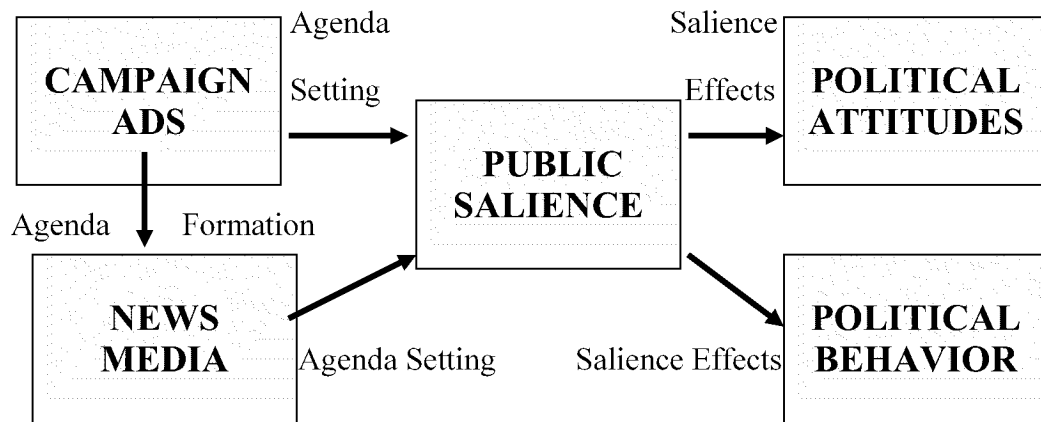 CAMPAIGN
ADS
Agenda
Setting
Salience
Effects
POLITICAL
ATTITUDES
PUBLIC
SALIENCE
Agenda Formation
NEWS
MEDIA
Agenda Setting
Salience Effects
POLITICAL
BEHAVIOR